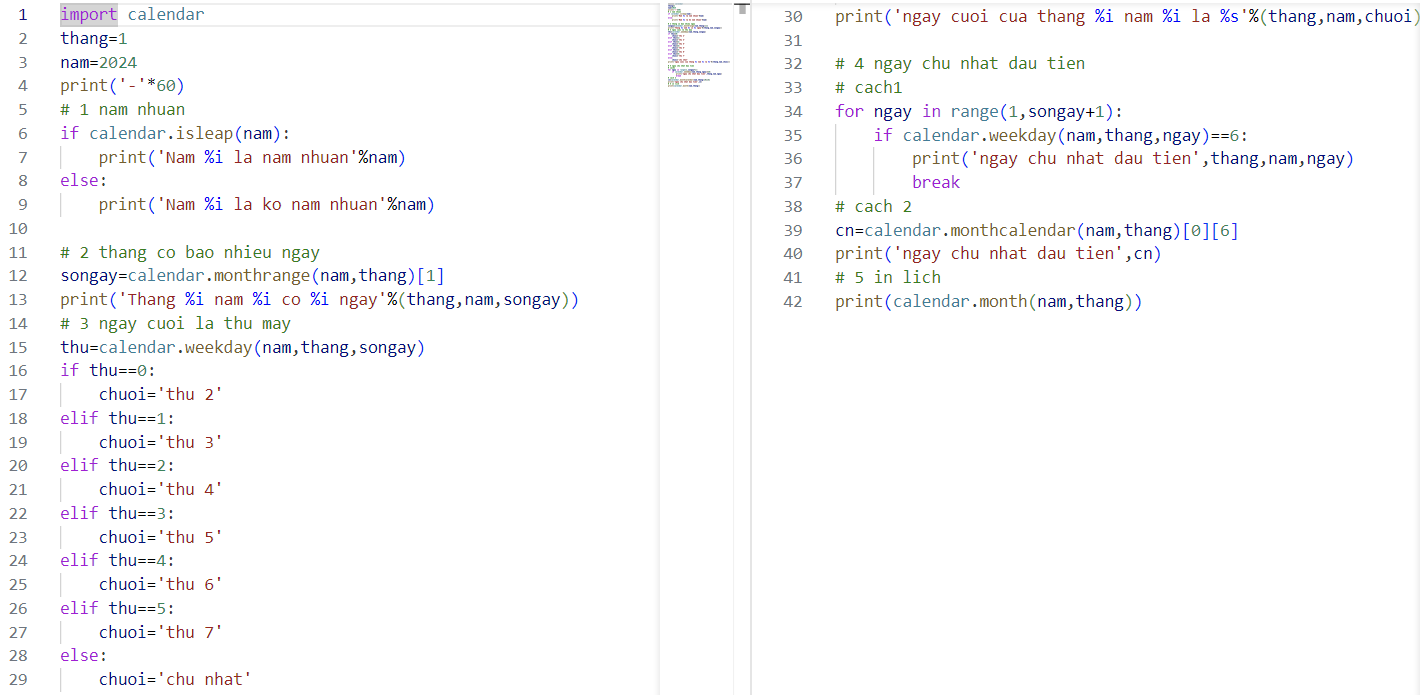 1 import calendar
2 thang=1
3 nam=2024
4 print('-'*60)
5 # 1 nam nhuan
6 if calendar.isleap(nam):
7     print('Nam %i la nam nhuan'%nam)
8 else:
9     print('Nam %i la ko nam nhuan'%nam)
10
11 # 2 thang co bao nhieu ngay
12 songay=calendar.monthrange(nam,thang)[1]
13 print('Thang %i nam %i co %i ngay'%(thang,nam,songay))
14 # 3 ngay cuoi la thu may
15 thu=calendar.weekday(nam,thang,songay)
16 if thu==0:
17     chuoi='thu 2'
18 elif thu==1:
19     chuoi='thu 3'
20 elif thu==2:
21     chuoi='thu 4'
22 elif thu==3:
23     chuoi='thu 5'
24 elif thu==4:
25     chuoi='thu 6'
26 elif thu==5:
27     chuoi='thu 7'
28 else:
29     chuoi='chu nhat'
30 print('ngay cuoi cua thang %i nam %i la %s'%(thang,nam,chuoi)
31
32 # 4 ngay chu nhat dau tien
33 # cach1
34 for ngay in range(1,songay+1):
35     if calendar.weekday(nam,thang,ngay)==6:
36         print('ngay chu nhat dau tien',thang,nam,ngay)
37         break
38 # cach 2
39 cn=calendar.monthcalendar(nam,thang)[0][6]
40 print('ngay chu nhat dau tien',cn)
41 # 5 in lich
42 print(calendar.month(nam,thang))